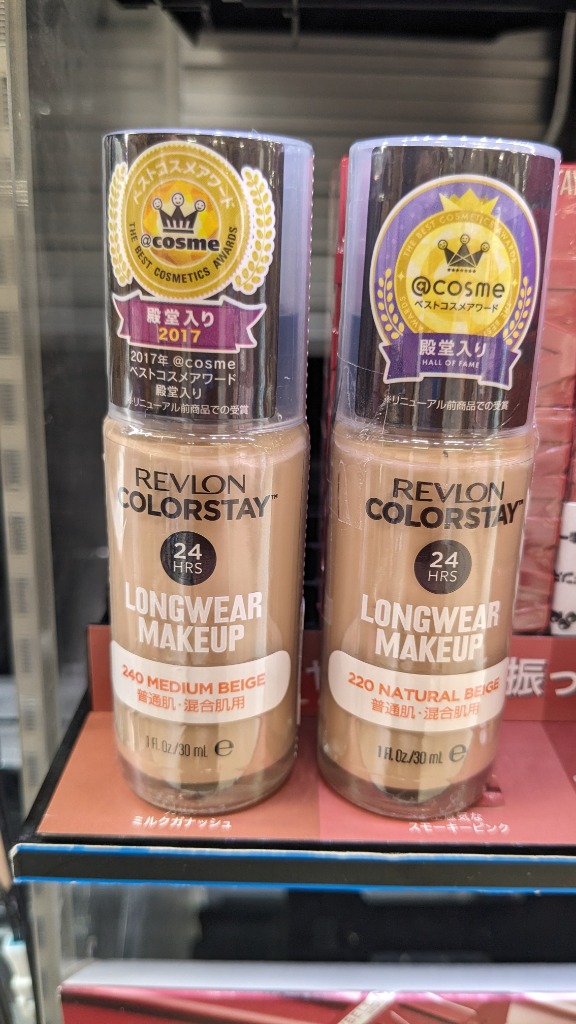 ベストコスメアワード
@cosme
THE BEST COSMETICS AWARDS
殿堂入り
2017
2017年 @cosme
ベストコスメアワード
殿堂入り
※リニューアル前商品での受賞
REVLON
COLORSTAY™
24
HRS
LONGWEAR
MAKEUP
240 MEDIUM BEIGE
普通肌・混合肌用
1 FL.Oz./30 mL ℮
THE BEST COSMETICS AWARDS
@cosme
ベストコスメアワード
殿堂入り
HALL OF FAME
※リニューアル前商品での受賞
REVLON
COLORSTAY™
24
HRS
LONGWEAR
MAKEUP
220 NATURAL BEIGE
普通肌・混合肌用
1 FL.Oz./30 mL ℮
振っ
ミルクガナッシュ
スモーキーピンク